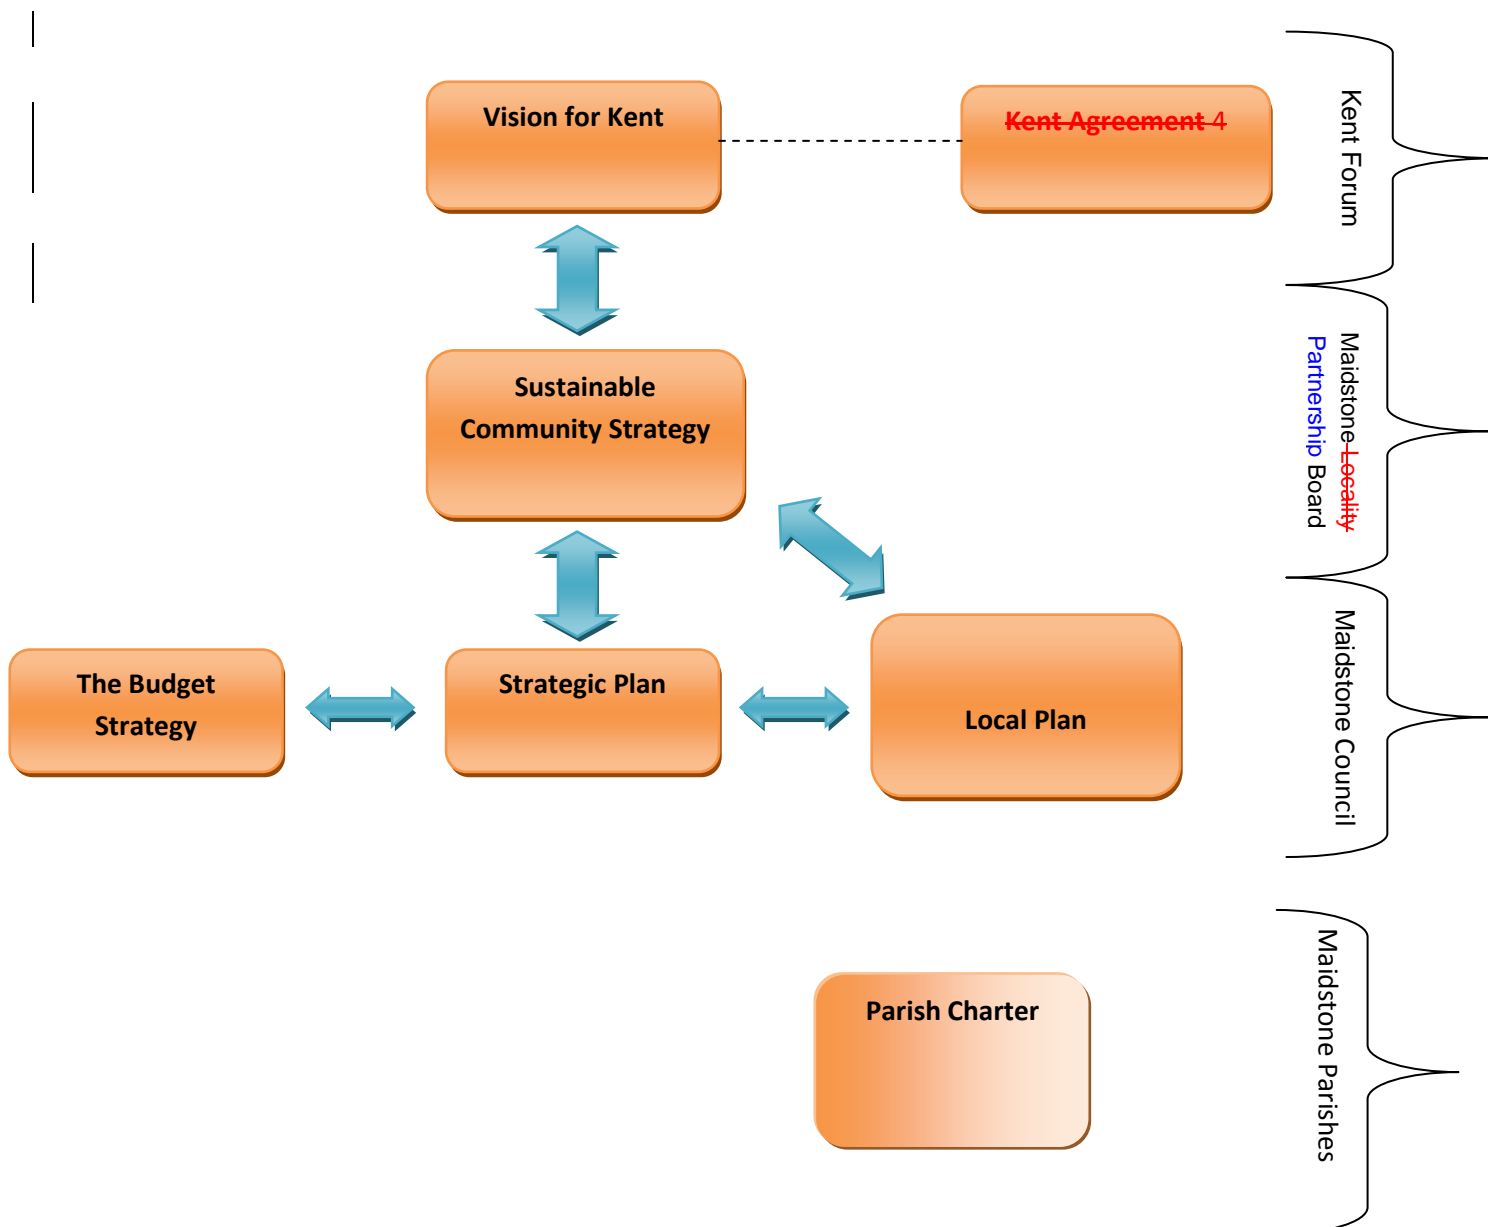 Vision for Kent
Kent Agreement 4
Kent Forum
Sustainable
Community Strategy
Maidstone Locality
Partnership Board
The Budget
Strategy
Strategic Plan
Local Plan
Maidstone Council
Parish Charter
Maidstone Parishes